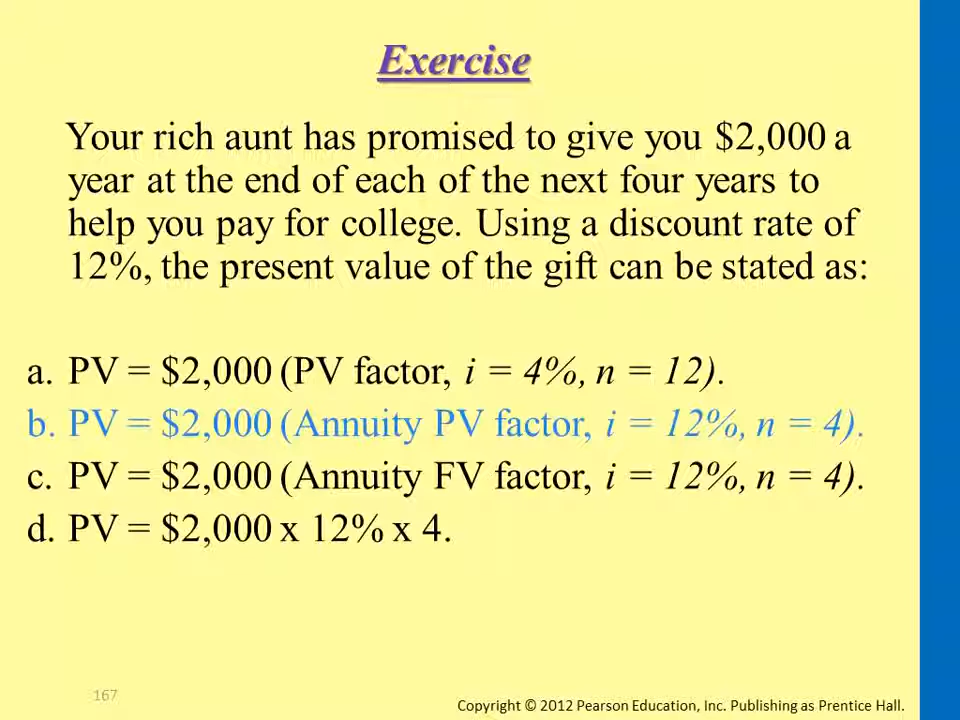 Exercise
Your rich aunt has promised to give you $2,000 a
year at the end of each of the next four years to
help you pay for college. Using a discount rate of
12%, the present value of the gift can be stated as:
a. PV = $2,000 (PV factor, i = 4%, n = 12).
b. PV = $2,000 (Annuity PV factor, i = 12%, n = 4).
c. PV = $2,000 (Annuity FV factor, i = 12%, n = 4).
d. PV = $2,000 x 12% x 4.
167
Copyright © 2012 Pearson Education, Inc. Publishing as Prentice Hall.